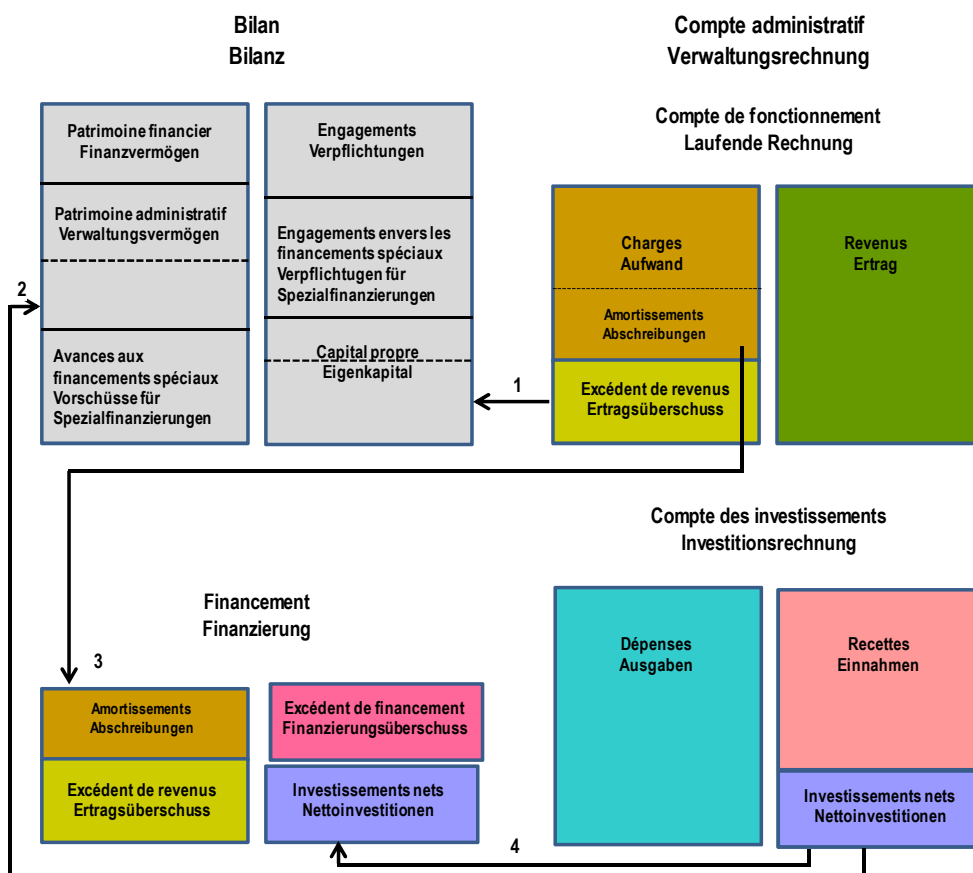 Bilan
Bilanz
Compte administratif
Verwaltungsrechnung
Compte de fonctionnement
Laufende Rechnung
Patrimoine financier
Finanzvermögen
Patrimoine administratif
Verwaltungsvermögen
Avances aux
financements spéciaux
Vorschüsse für
Spezialfinanzierungen
Engagements
Verpflichtungen
Engagements envers les
financements spéciaux
Verpflichtugen für
Spezialfinanzierungen
Capital propre
Eigenkapital
Charges
Aufwand
Amortissements
Abschreibungen
Excédent de revenus
Ertragsüberschuss
Revenus
Ertrag
2
1
Compte des investissements
Investitionsrechnung
Financement
Finanzierung
3
Amortissements
Abschreibungen
Excédent de revenus
Ertragsüberschuss
Excédent de financement
Finanzierungsüberschuss
Investissements nets
Nettoinvestitionen
Dépenses
Ausgaben
Recettes
Einnahmen
Investissements nets
Nettoinvestitionen
4